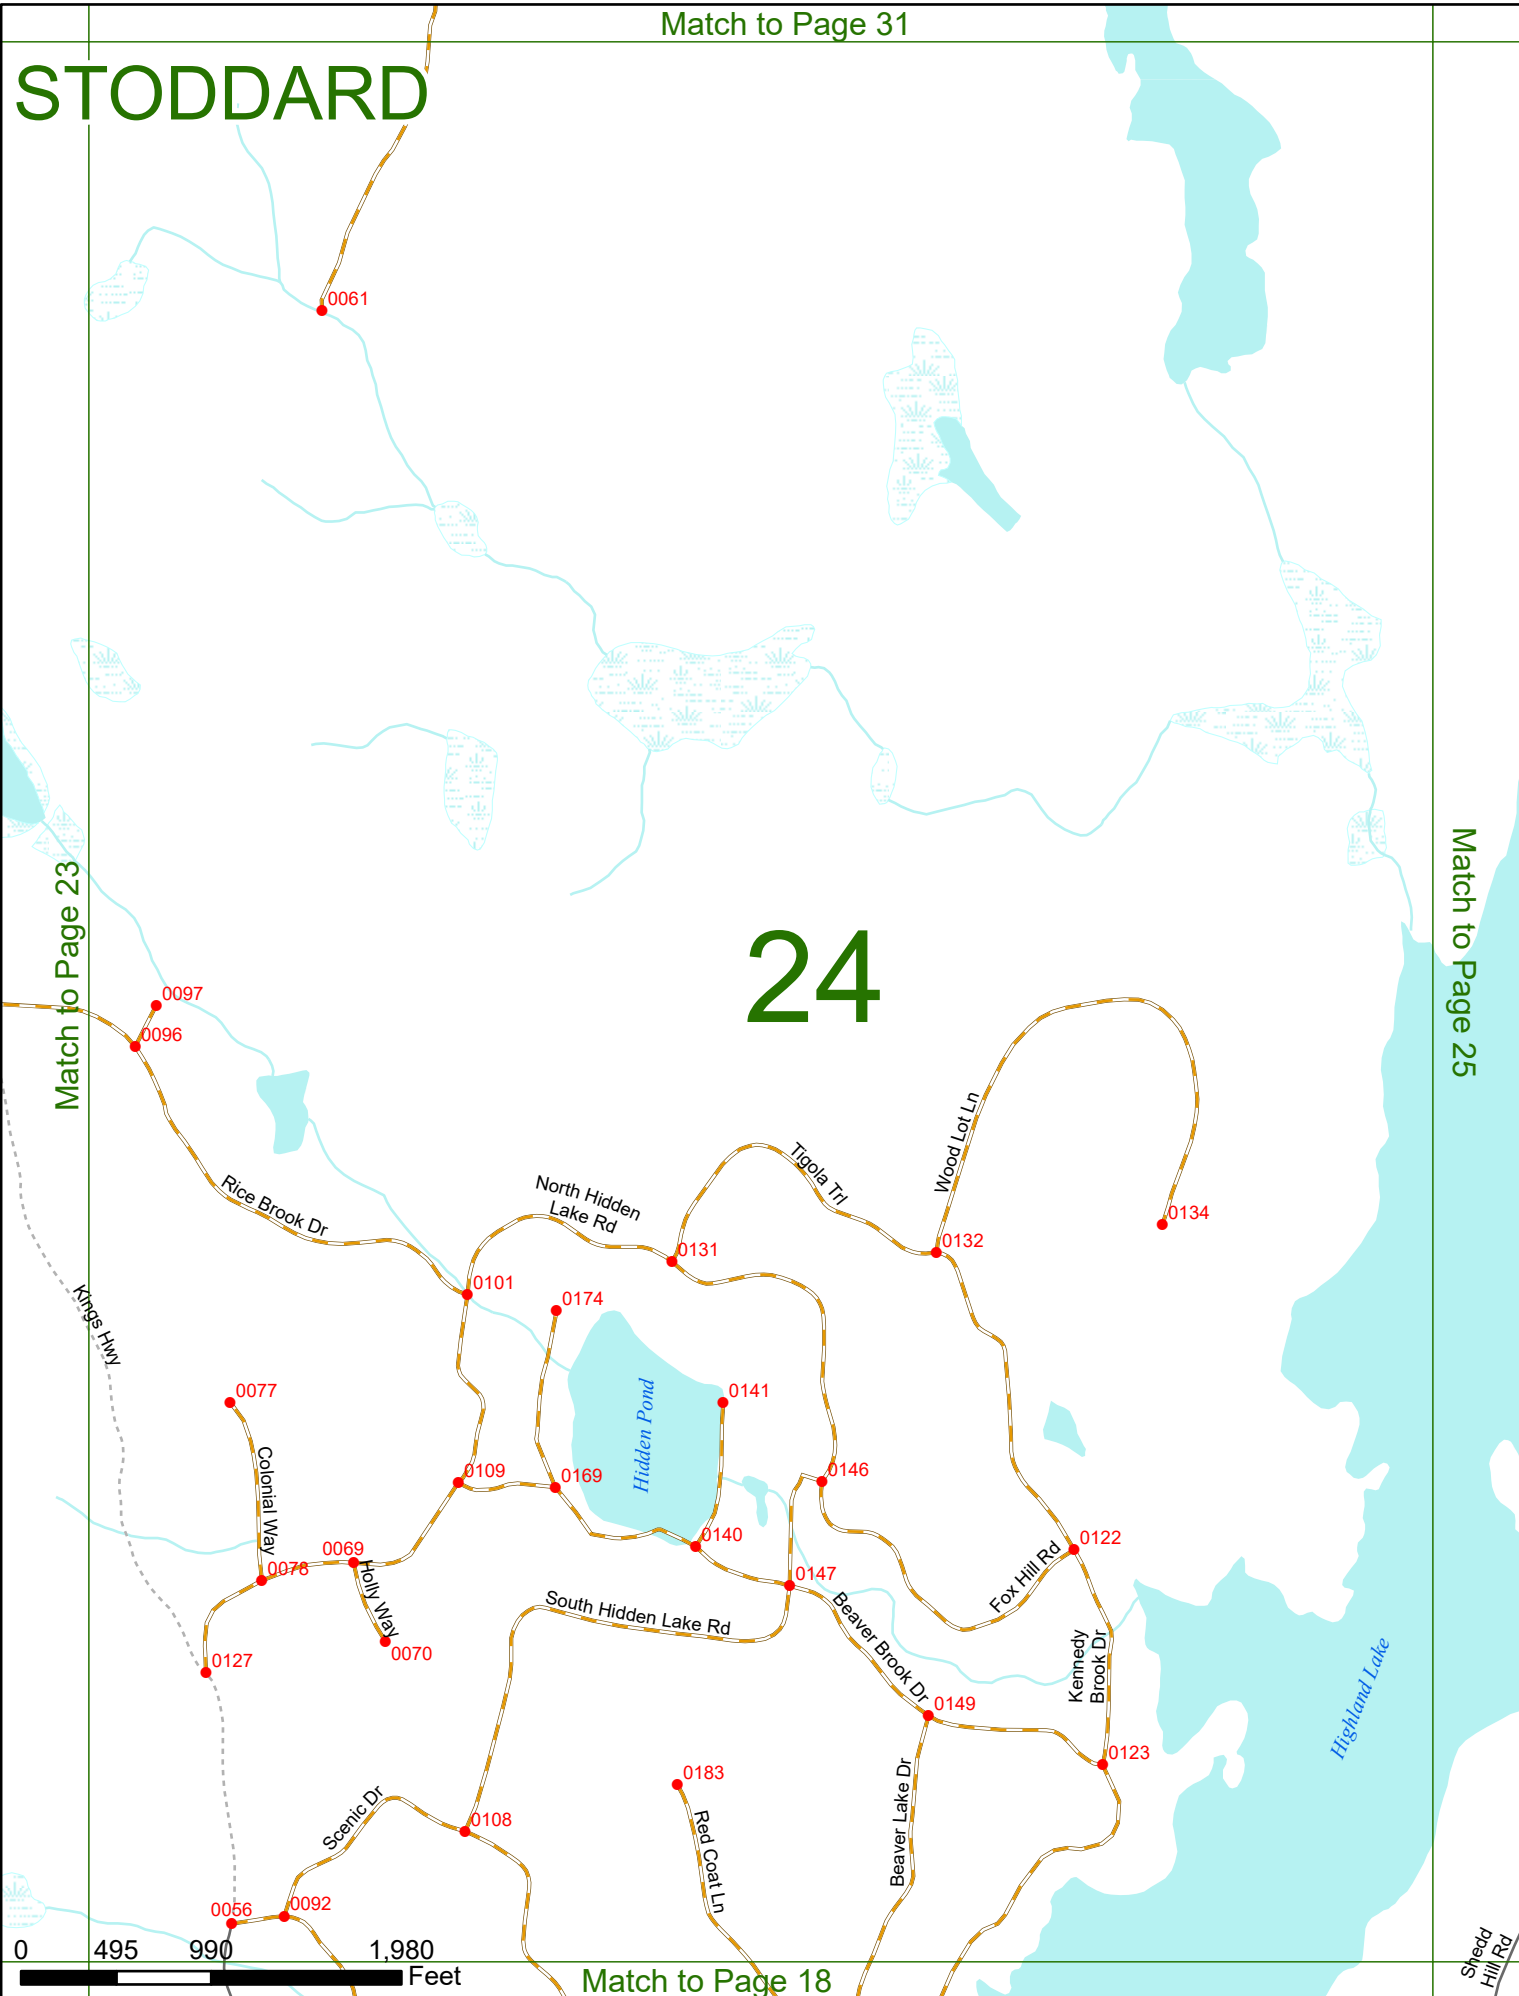 Match to Page 31
STODDARD
0061
Match to Page 23
Match to Page 25
24
0097
0096
Wood Lot Ln
Tigola Trl
North Hidden
Lake Rd
Rice Brook Dr
0134
0132
0131
0101
0174
Kings Hwy
0077
Hidden Pond
0141
Colonial Way
0109
0169
0146
0140
0122
0069
0078
Holly Way
0147
Fox Hill Rd
South Hidden Lake Rd
Beaver Brook Dr
0070
0127
Kennedy
Brook Dr
Highland Lake
0149
0123
0183
Beaver Lake Dr
Scenic Dr
0108
Red Coat Ln
0056
0092
Shedd
Hill Rd
0 495 990 1,980
Feet
Match to Page 18